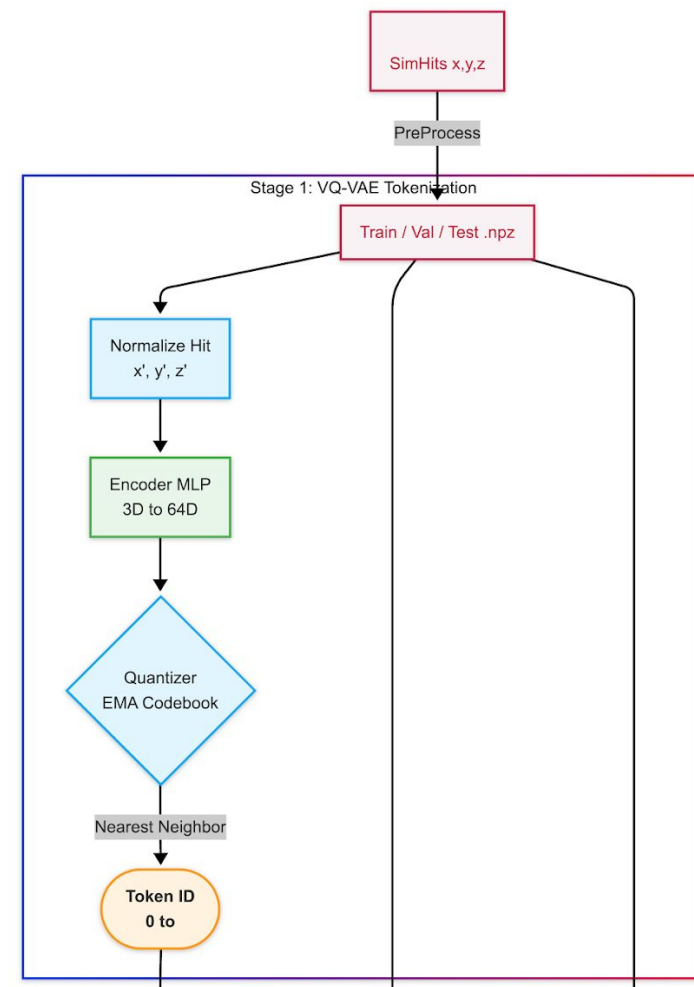 SimHits x,y,z
PreProcess
Stage 1: VQ-VAE Tokenization
Train / Val / Test .npz
Normalize Hit
x', y', z'
Encoder MLP
3D to 64D
Quantizer
EMA Codebook
Nearest Neighbor
Token ID
0 to